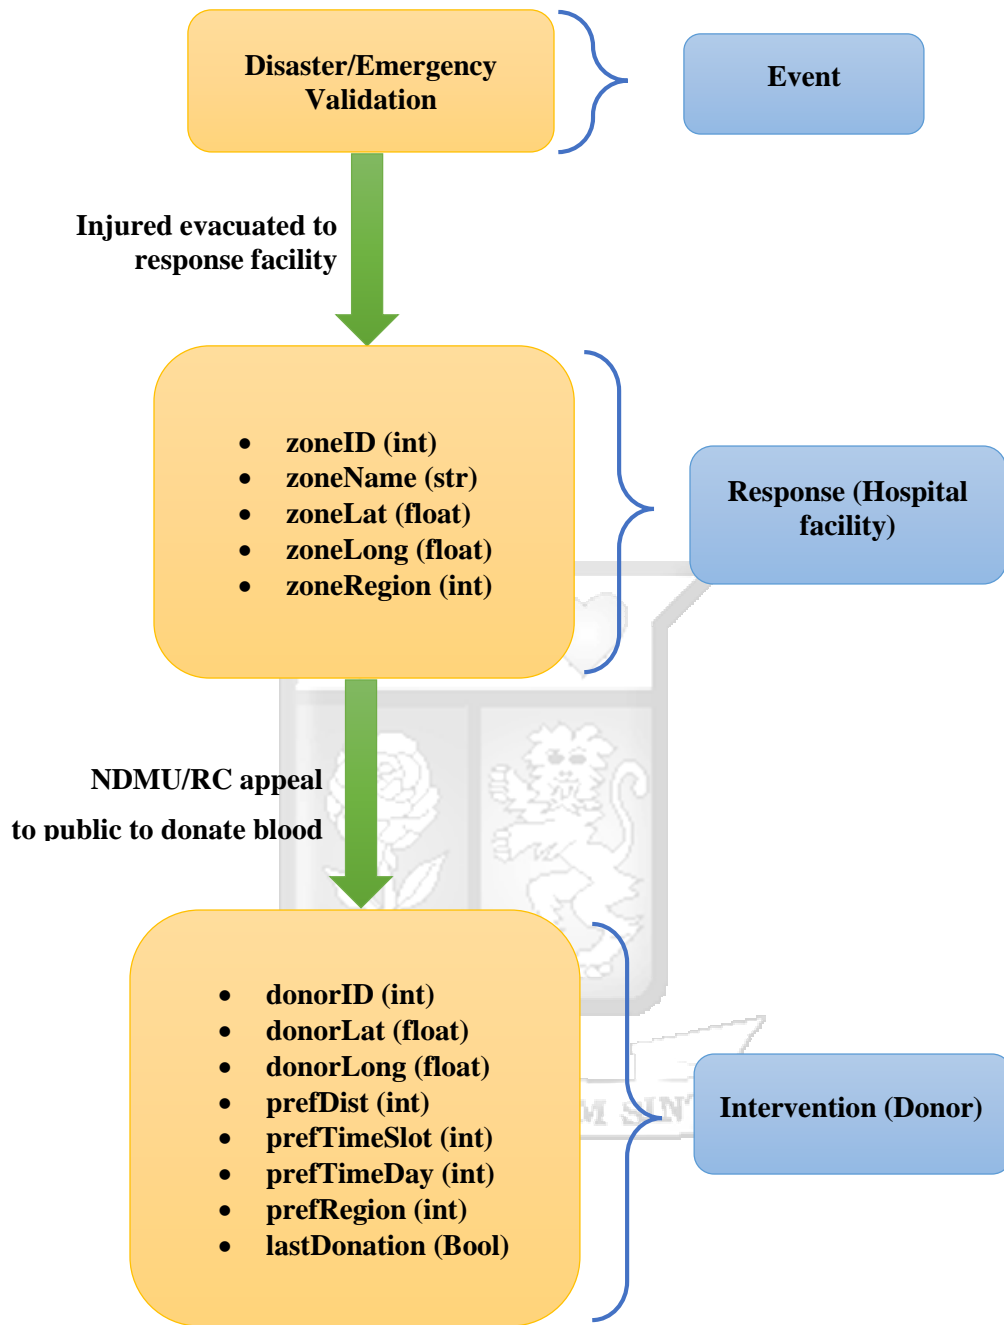 Disaster/Emergency
Validation
Event
Injured evacuated to
response facility
• zoneID (int)
• zoneName (str)
• zoneLat (float)
• zoneLong (float)
• zoneRegion (int)
Response (Hospital
facility)
NDMU/RC appeal
to public to donate blood
• donorID (int)
• donorLat (float)
• donorLong (float)
• prefDist (int)
• prefTimeSlot (int)
• prefTimeDay (int)
• prefRegion (int)
• lastDonation (Bool)
Intervention (Donor)